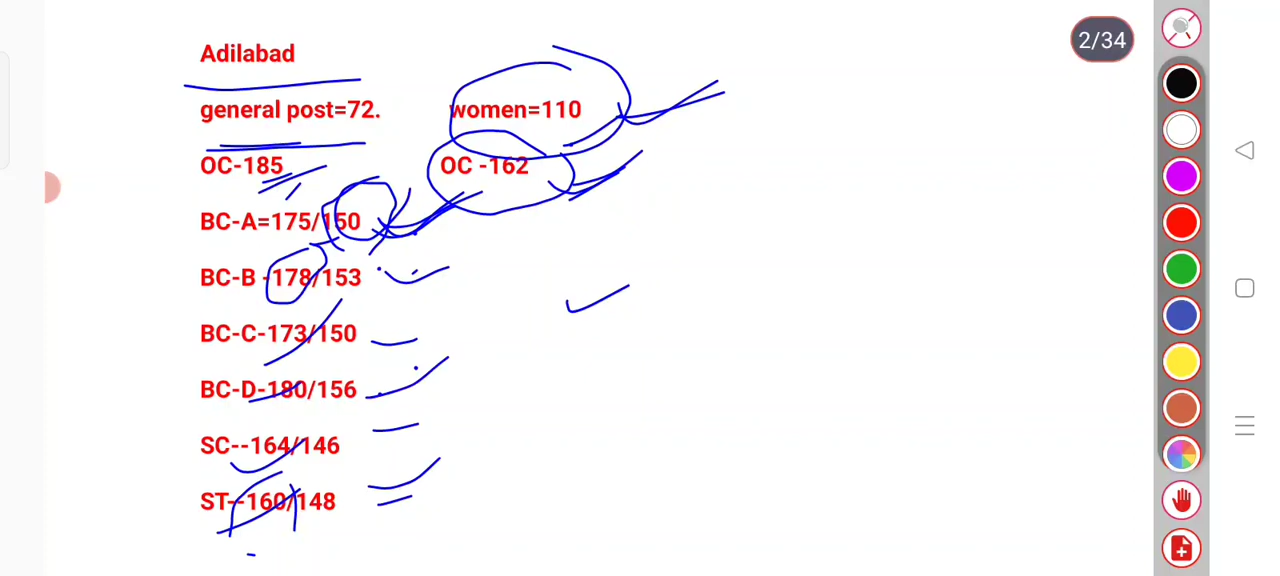 2/34
Adilabad
general post=72. women=110
OC-185 OC -162
BC-A=175/150
BC-B -178/153
BC-C-173/150
BC-D-180/156
SC--164/146
ST--160/148